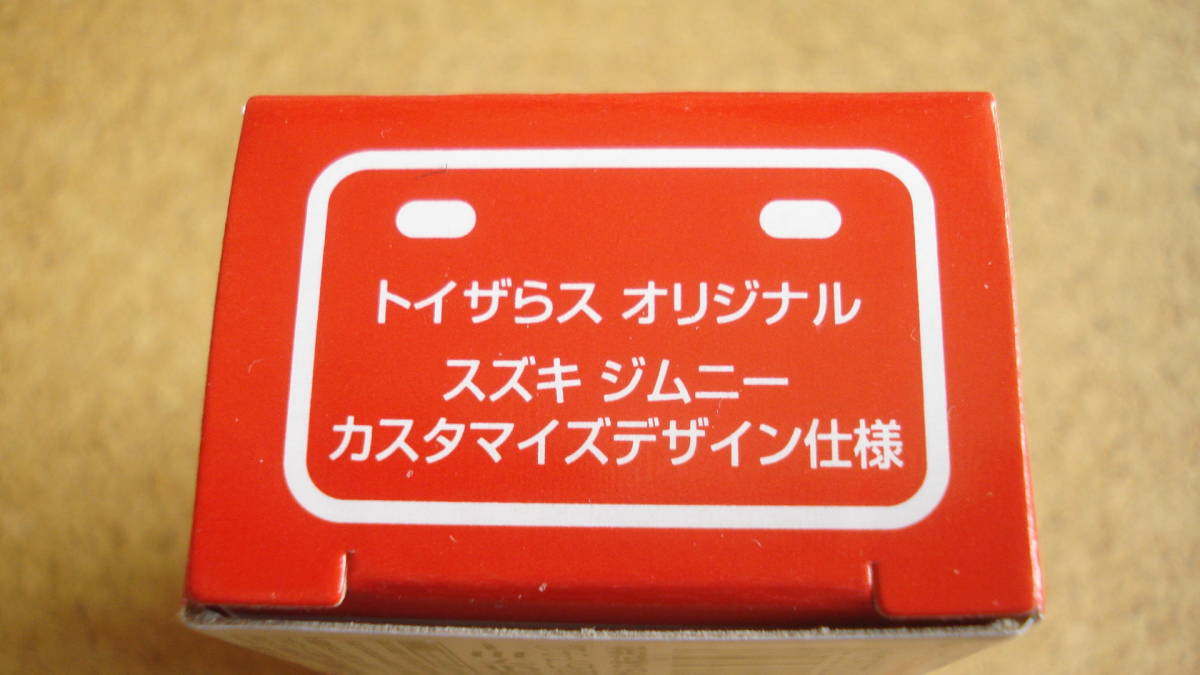 トイザらス オリジナル
スズキ ジムニー
カスタマイズデザイン仕様